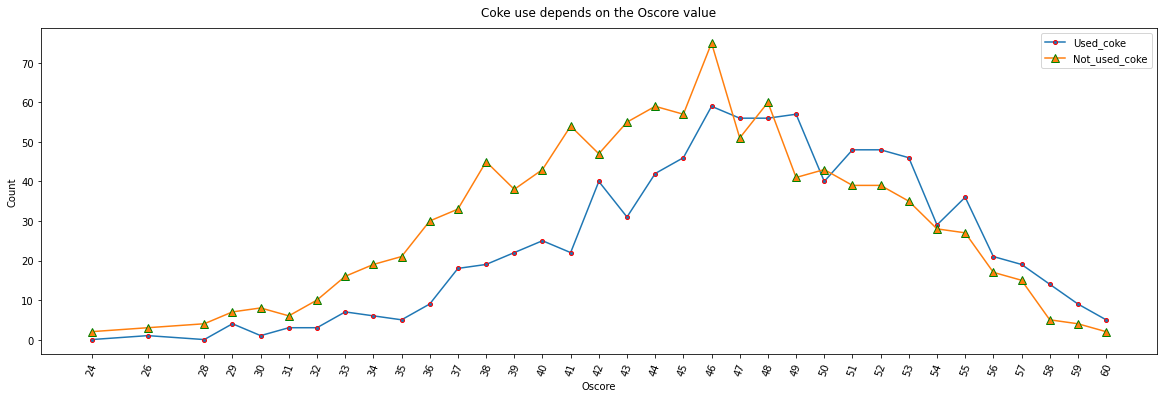 Coke use depends on the Oscore value
Used_coke
Not_used_coke
Count
70
60
50
40
30
20
10
0
24 26 28 29 30 31 32 33 34 35 36 37 38 39 40 41 42 43 44 45 46 47 48 49 50 51 52 53 54 55 56 57 58 59 60
Oscore